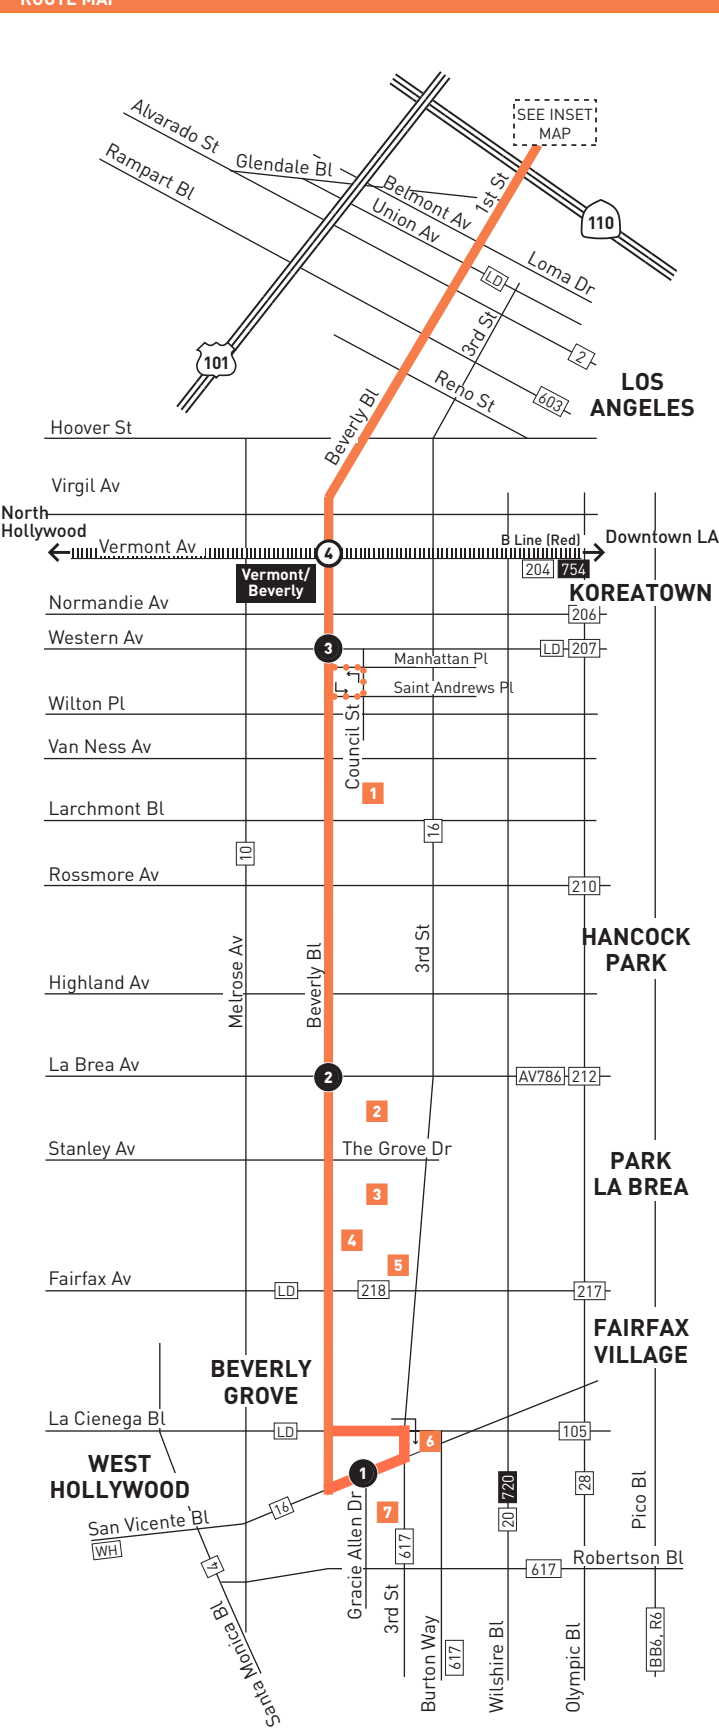 ROUTE MAP
SEE INSET
MAP
Alvarado St
Glendale Bl
Rampart Bl
Belmont Av
Union Av
1st St
110
Loma Dr
LD
3rd St
101
2
Reno St
603
LOS
ANGELES
Beverly Bl
Hoover St
Virgil Av
North
Hollywood
Vermont Av
4
B Line (Red)
Downtown LA
Vermont/
Beverly
204
754
KOREATOWN
Normandie Av
206
Western Av
3
LD
207
Manhattan Pl
Saint Andrews Pl
Wilton Pl
Council St
Van Ness Av
1
Larchmont Bl
16
10
Rossmore Av
210
HANCOCK
PARK
Melrose Av
Beverly Bl
3rd St
Highland Av
La Brea Av
2
AV786
212
2
Stanley Av
The Grove Dr
PARK
LA BREA
3
4
5
Fairfax Av
LD
218
217
FAIRFAX
VILLAGE
BEVERLY
GROVE
La Cienega Bl
LD
6
105
WEST
HOLLYWOOD
1
720
28
Pico Bl
16
7
San Vicente Bl
WH
20
Gracie Allen Dr
617
4
617
Robertson Bl
Santa Monica Bl
3rd St
Burton Way
617
Wilshire Bl
Olympic Bl
BB6, R6